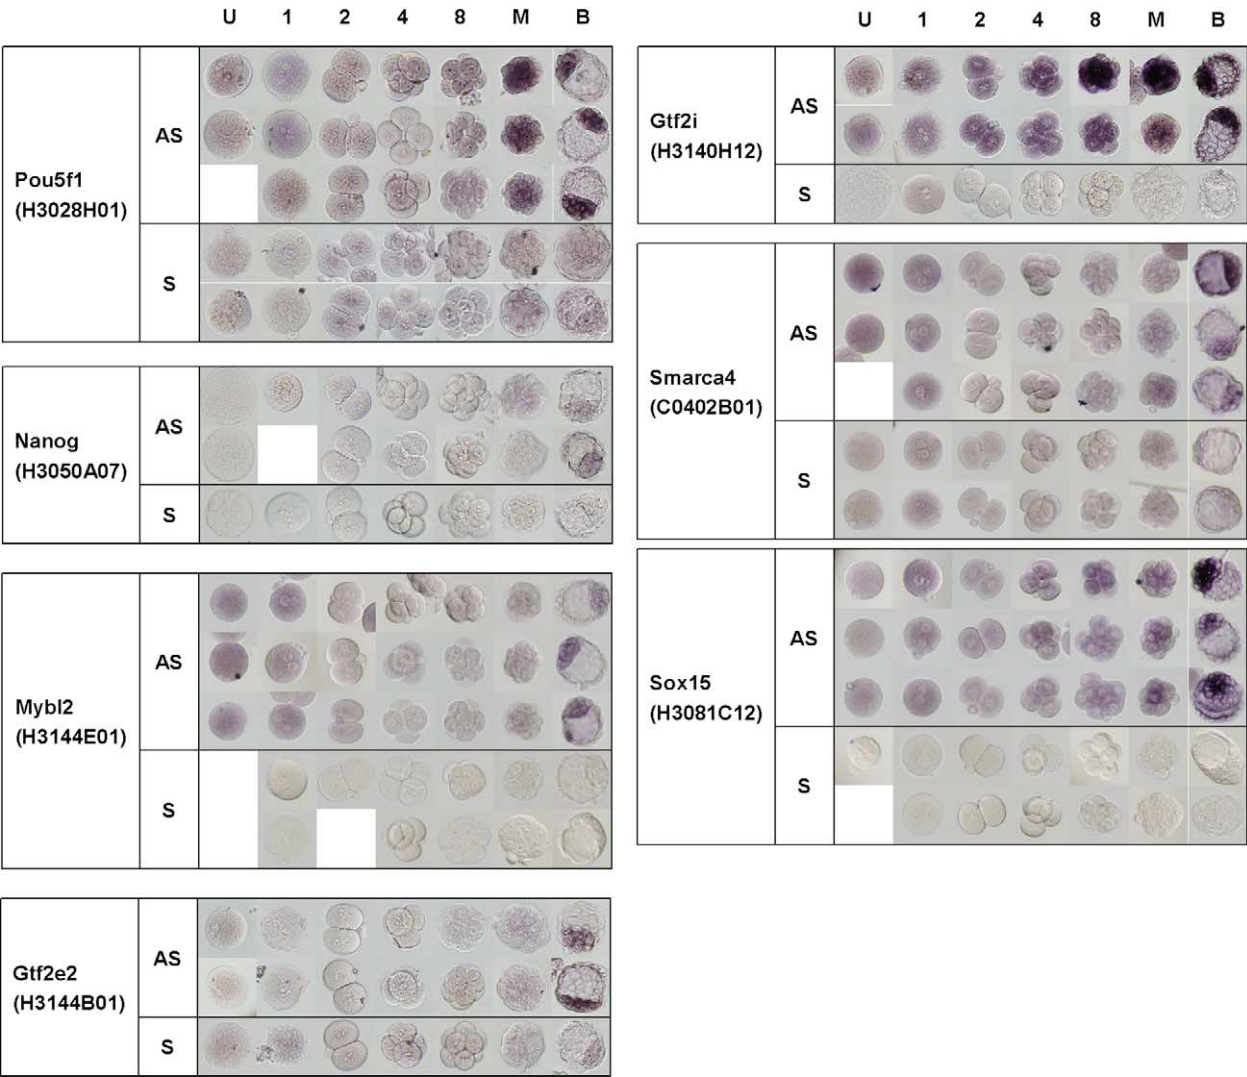 U 1 2 4 8 M B
Pou5f1
(H3028H01)
AS
S
Nanog
(H3050A07)
AS
S
Mybl2
(H3144E01)
AS
S
Gtf2e2
(H3144B01)
AS
S
U 1 2 4 8 M B
Gtf2i
(H3140H12)
AS
S
Smarca4
(C0402B01)
AS
S
Sox15
(H3081C12)
AS
S